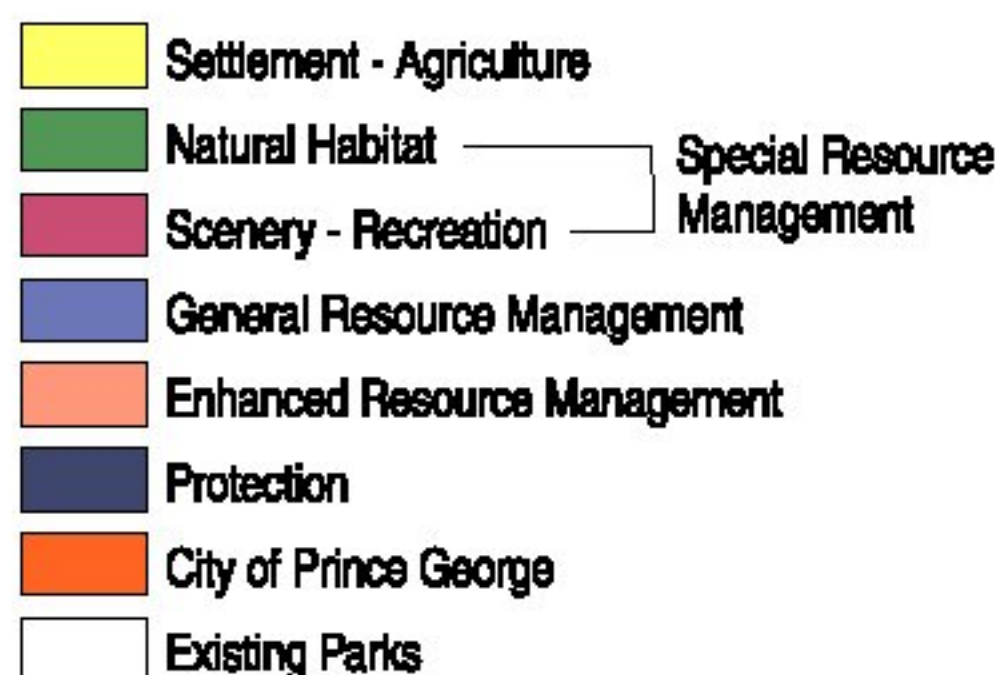 Settlement - Agriculture
Natural Habitat
Scenery - Recreation
Special Resource
Management
General Resource Management
Enhanced Resource Management
Protection
City of Prince George
Existing Parks